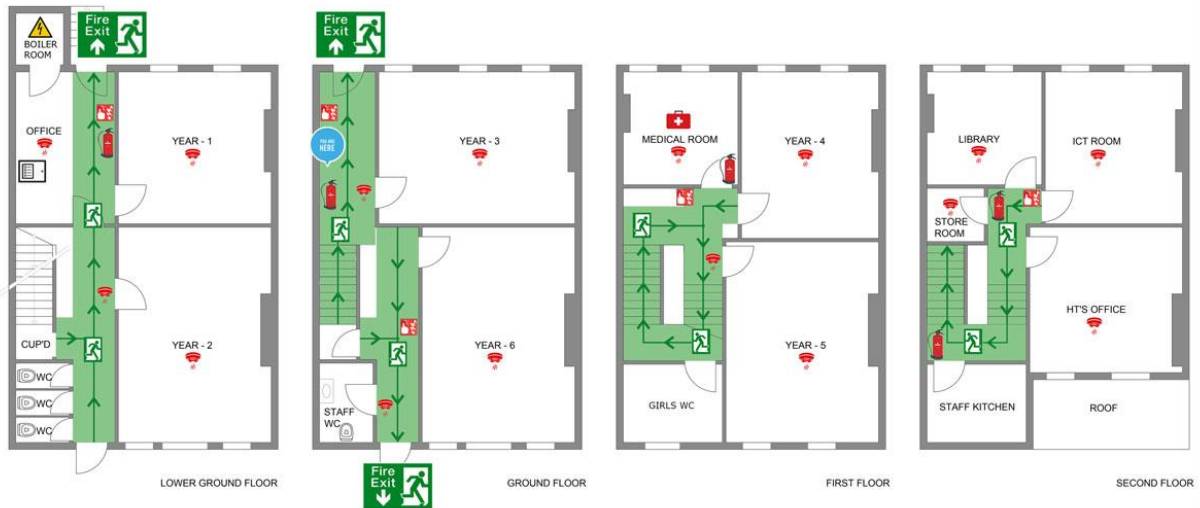 Fire
Exit
BOILER
ROOM
OFFICE
YEAR - 1
YEAR - 2
CUP'D
WC
WC
WC
LOWER GROUND FLOOR
Fire
Exit
YOU ARE
HERE
YEAR - 3
YEAR - 6
STAFF
WC
Fire
Exit
GROUND FLOOR
MEDICAL ROOM
YEAR - 4
YEAR - 5
GIRLS WC
FIRST FLOOR
LIBRARY
ICT ROOM
STORE
ROOM
HT'S OFFICE
STAFF KITCHEN
ROOF
SECOND FLOOR